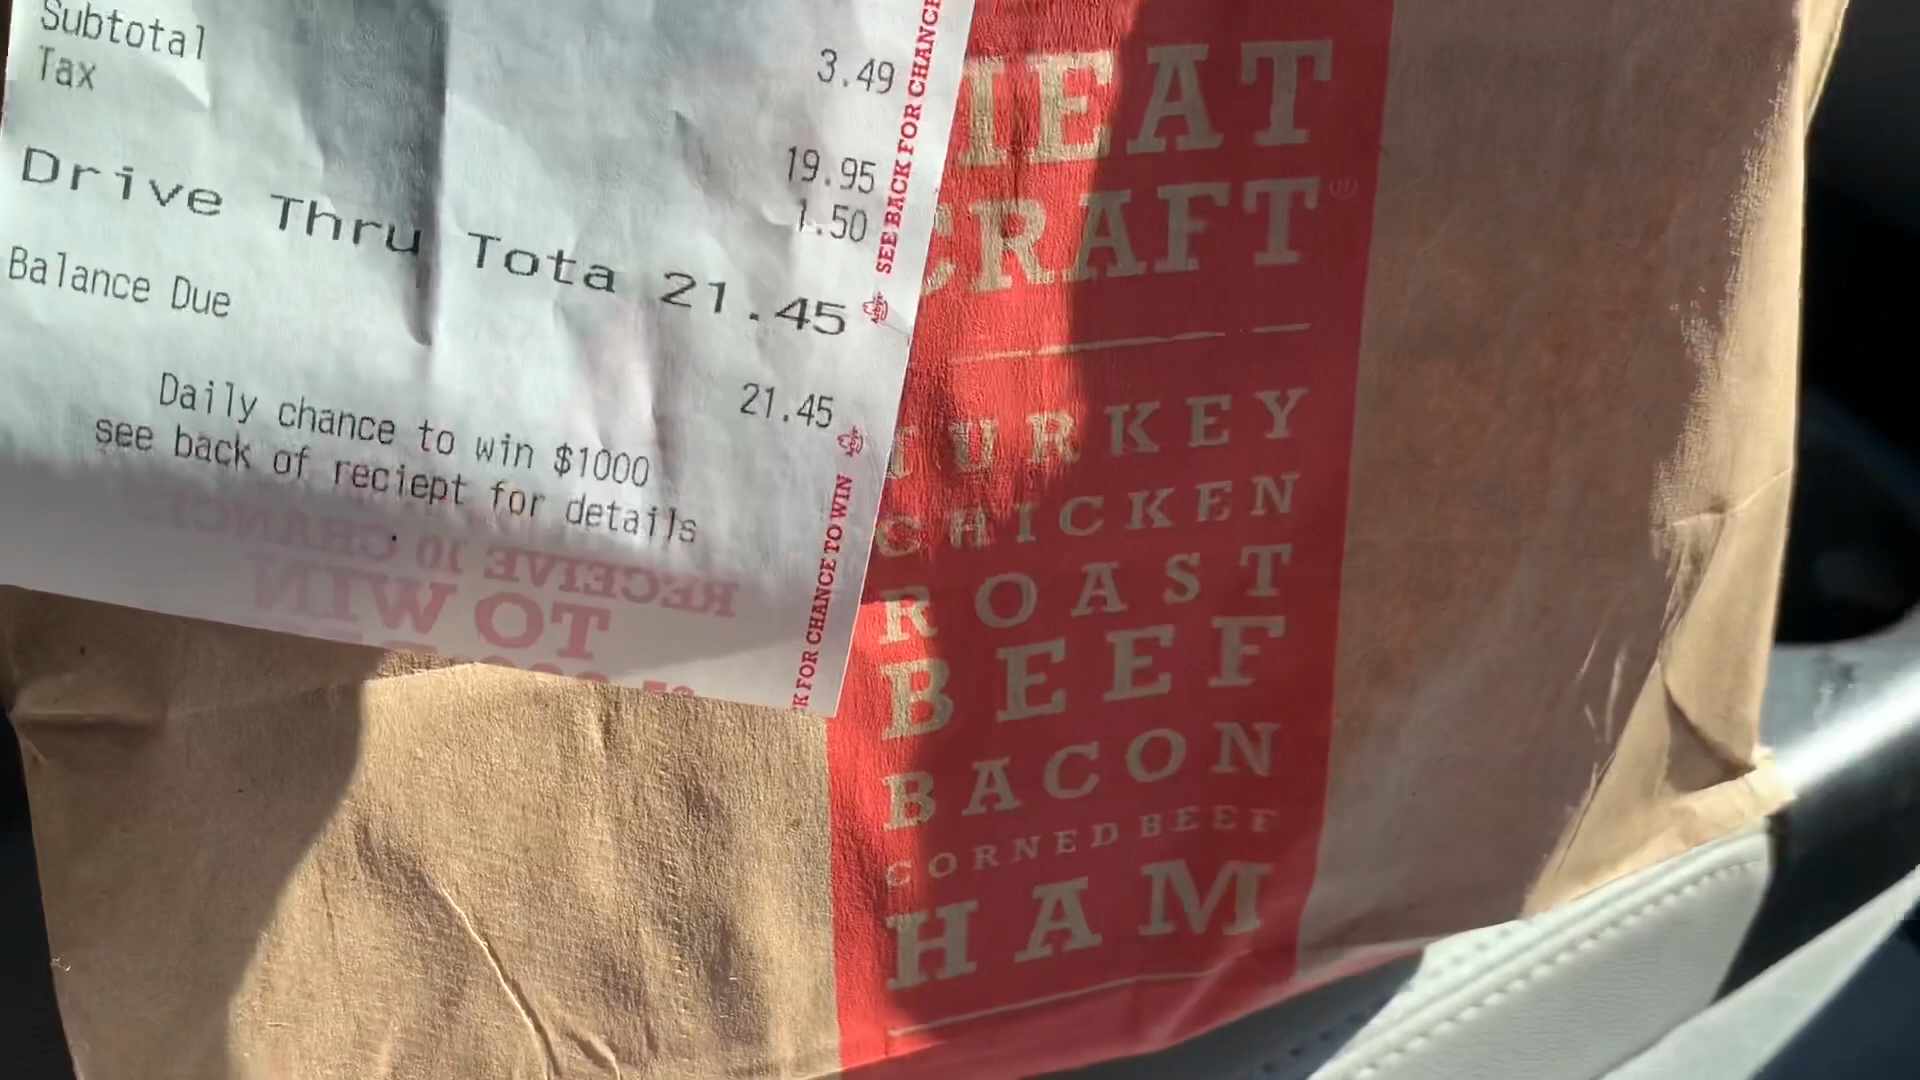 3.49
Subtotal 19.95
Tax 1.50
Drive Thru Tota 21.45
Balance Due 21.45
Daily chance to win $1000
see back of reciept for details
RECEIVE 10 CHANCE
TO WIN
SEE BACK FOR CHANCE
K FOR CHANCE TO WIN
MEAT
CRAFT®
TURKEY
CHICKEN
ROAST
BEEF
BACON
CORNED BEEF
HAM